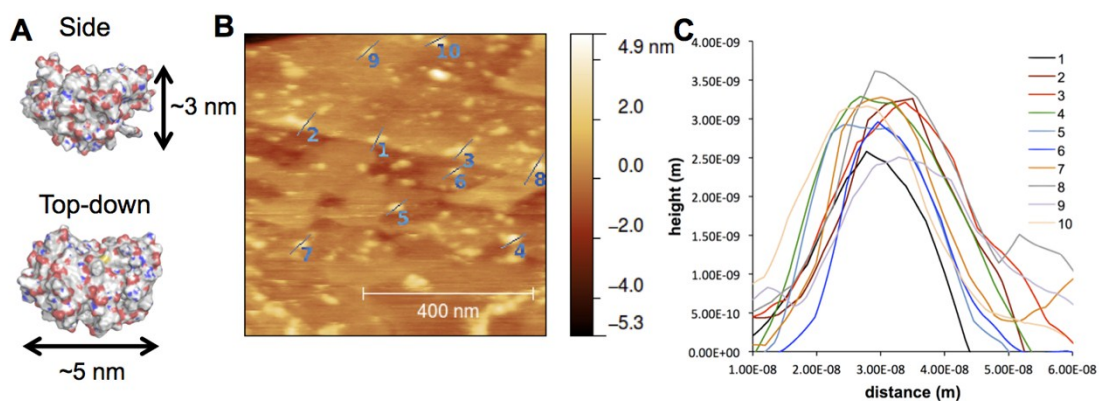 A
Side
~3 nm
Top-down
~5 nm
B
9
10
2
1
3
6
8
5
7
4
400 nm
4.9 nm
2.0
0.0
−2.0
−4.0
−5.3
C
height (m)
4.00E-09
3.50E-09
3.00E-09
2.50E-09
2.00E-09
1.50E-09
1.00E-09
5.00E-10
0.00E+00
1.00E-08 2.00E-08 3.00E-08 4.00E-08 5.00E-08 6.00E-08
distance (m)
1
2
3
4
5
6
7
8
9
10